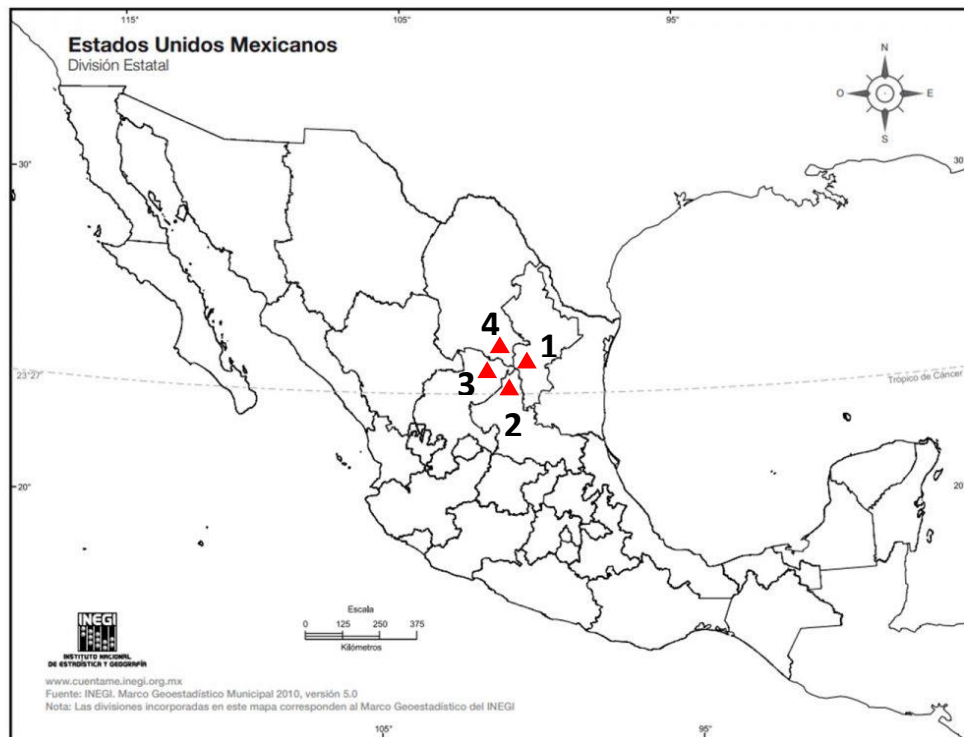 115°
105°
95°
Estados Unidos Mexicanos
División Estatal
N
O
E
S
30°
30°
4
1
3
2
23°27'
Trópico de Cáncer
20°
20°
Escala
0 125 250 375
Kilómetros
INEGI
INSTITUTO NACIONAL
DE ESTADÍSTICA Y GEOGRAFÍA
www.cuentame.inegi.org.mx
Fuente: INEGI. Marco Geoestadístico Municipal 2010, versión 5.0
Nota: Las divisiones incorporadas en este mapa corresponden al Marco Geoestadístico del INEGI
105°
95°